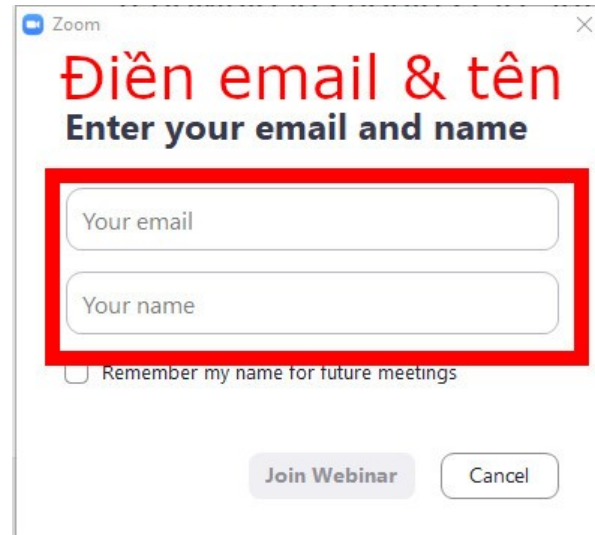 Zoom
Điền email & tên
Enter your email and name
Your email
Your name
Remember my name for future meetings
Join Webinar
Cancel